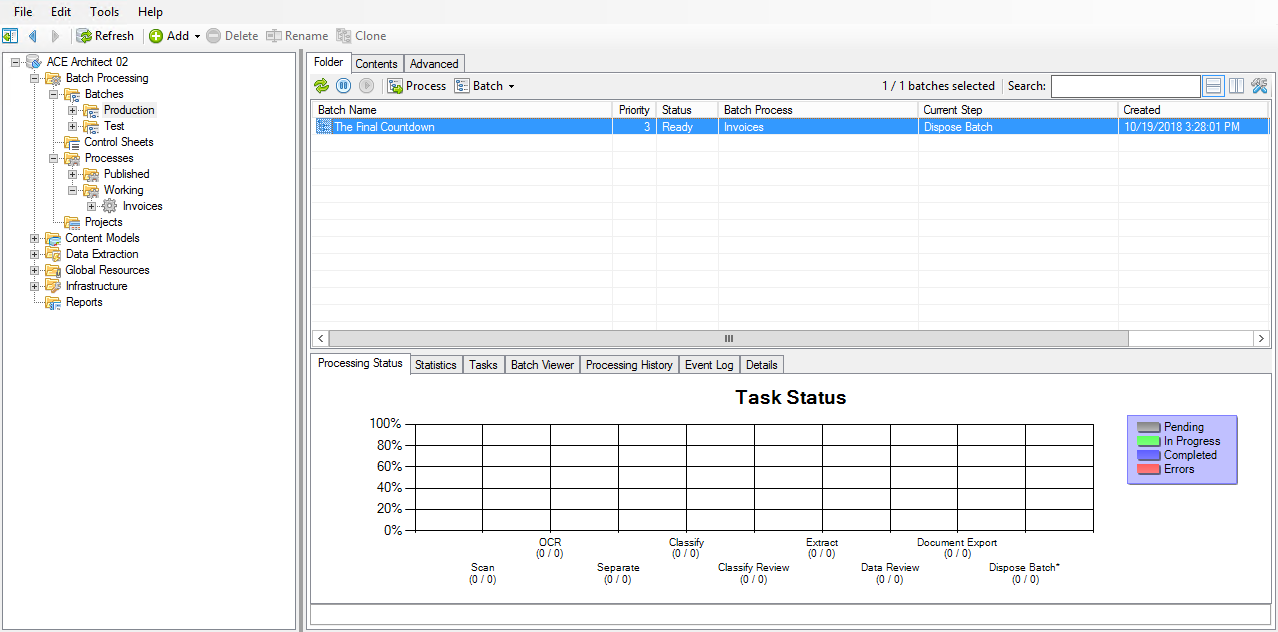 File Edit Tools Help
Refresh Add Delete Rename Clone
ACE Architect 02
Batch Processing
Batches
Production
Test
Control Sheets
Processes
Published
Working
Invoices
Projects
Content Models
Data Extraction
Global Resources
Infrastructure
Reports
Folder Contents Advanced
Process Batch 1 / 1 batches selected Search:
Batch Name Priority Status Batch Process Current Step Created
The Final Countdown 3 Ready Invoices Dispose Batch 10/19/2018 3:28:01 PM
Processing Status Statistics Tasks Batch Viewer Processing History Event Log Details
Task Status
100%
80%
60%
40%
20%
0%
OCR Classify Extract Document Export
(0 / 0) (0 / 0) (0 / 0) (0 / 0)
Scan Separate Classify Review Data Review Dispose Batch*
(0 / 0) (0 / 0) (0 / 0) (0 / 0) (0 / 0)
Pending
In Progress
Completed
Errors